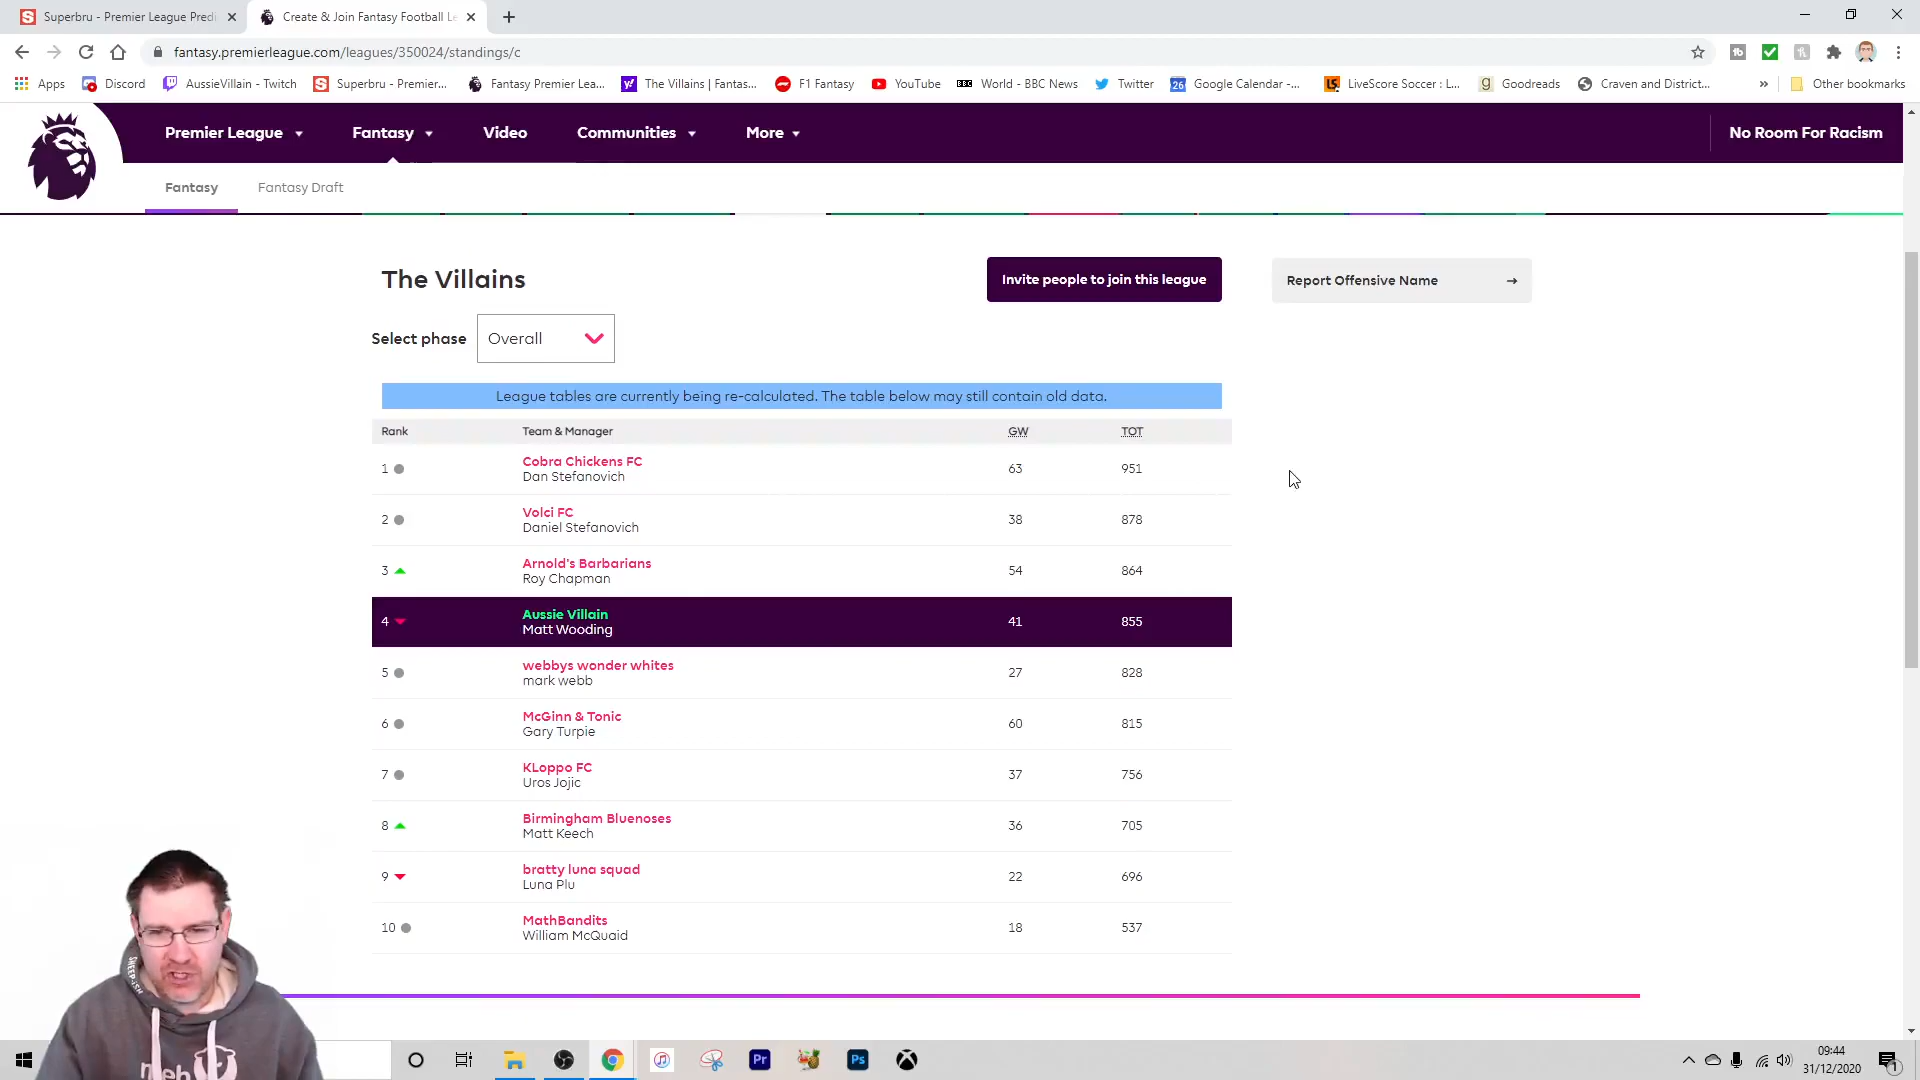 Superbru - Premier League Predi
Create & Join Fantasy Football Le
fantasy.premierleague.com/leagues/350024/standings/c
Apps
Discord
AussieVillain - Twitch
Superbru - Premier...
Fantasy Premier Lea...
The Villains | Fantas...
F1 Fantasy
YouTube
BBC
World - BBC News
Twitter
26
Google Calendar -...
LS
LiveScore Soccer : L...
g
Goodreads
Craven and District...
»
Other bookmarks
Premier League
Fantasy
Video
Communities
More
No Room For Racism
Fantasy
Fantasy Draft
The Villains
Invite people to join this league
Report Offensive Name →
Select phase
Overall
League tables are currently being re-calculated. The table below may still contain old data.
Rank Team & Manager GW TOT
1 Cobra Chickens FC 63 951
Dan Stefanovich
2 Volci FC 38 878
Daniel Stefanovich
3 Arnold's Barbarians 54 864
Roy Chapman
4 Aussie Villain 41 855
Matt Wooding
5 webbys wonder whites 27 828
mark webb
6 McGinn & Tonic 60 815
Gary Turpie
7 KLoppo FC 37 756
Uros Jojic
8 Birmingham Bluenoses 36 705
Matt Keech
9 bratty luna squad 22 696
Luna Plu
10 MathBandits 18 537
William McQuaid
SHEEP-ISH
Pr
Ps
09:44
31/12/2020
1